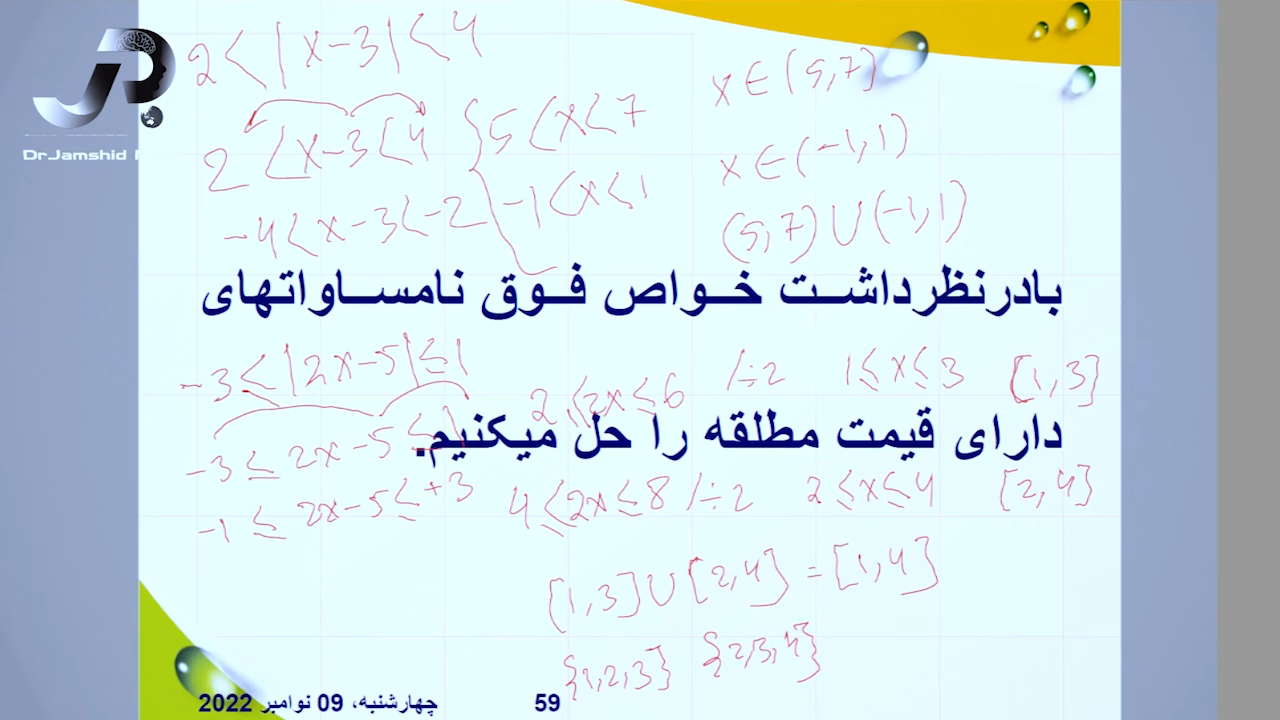 2 < |x-3| < 4
x ∈ (5,7)
2 < x-3 < 4 { 5 < x < 7
x ∈ (-1,1)
-4 < x-3 < -2 -1 < x < 1
(5,7) ∪ (-1,1)
DrJamshid
بادرنظرداشت خواص فوق نامساواتهای
-3 ≤ |2x-5| ≤ 1
2 ≤ 2x ≤ 6 /÷2 1 ≤ x ≤ 3 [1,3]
دارای قیمت مطلقه را حل میکنیم.
-3 ≤ 2x-5 ≤ 1
-1 ≤ 2x-5 ≤ +3 4 ≤ 2x ≤ 8 /÷2 2 ≤ x ≤ 4 [2,4]
[1,3] ∪ [2,4] = [1,4]
{1,2,3} {2,3,4}
چهارشنبه، 09 نوامبر 2022
59